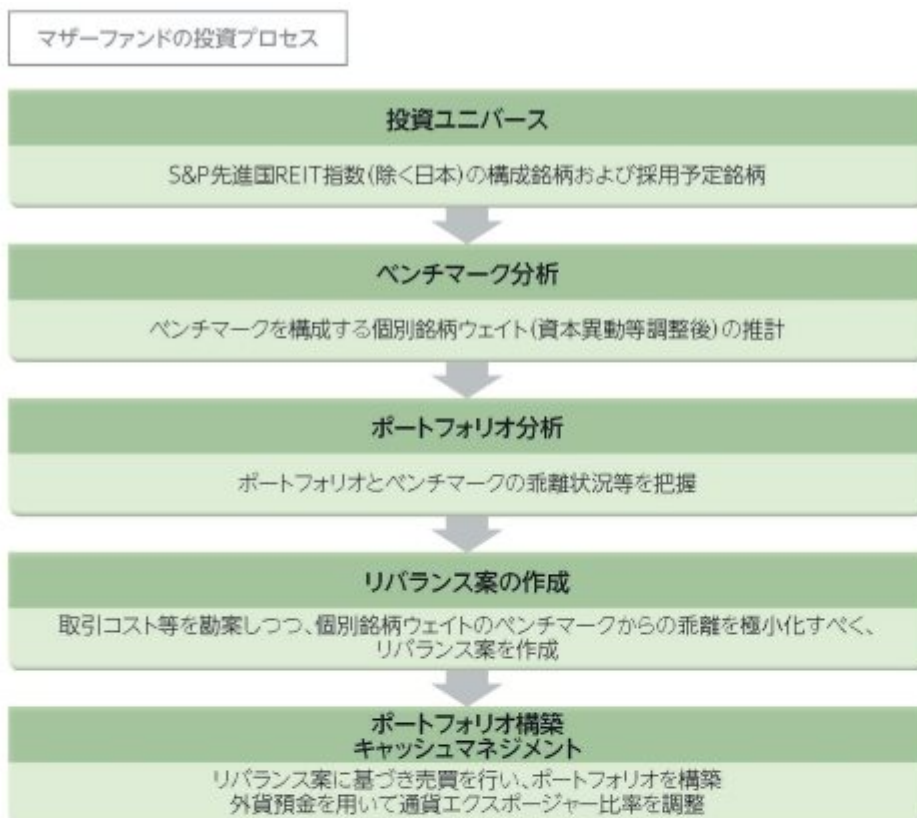 マザーファンドの投資プロセス
投資ユニバース
S&P先進国REIT指数(除く日本)の構成銘柄および採用予定銘柄
ベンチマーク分析
ベンチマークを構成する個別銘柄ウェイト(資本異動等調整後)の推計
ポートフォリオ分析
ポートフォリオとベンチマークの乖離状況等を把握
リバランス案の作成
取引コスト等を勘案しつつ、個別銘柄ウェイトのベンチマークからの乖離を極小化すべく、
リバランス案を作成
ポートフォリオ構築
キャッシュマネジメント
リバランス案に基づき売買を行い、ポートフォリオを構築
外貨預金を用いて通貨エクスポージャー比率を調整